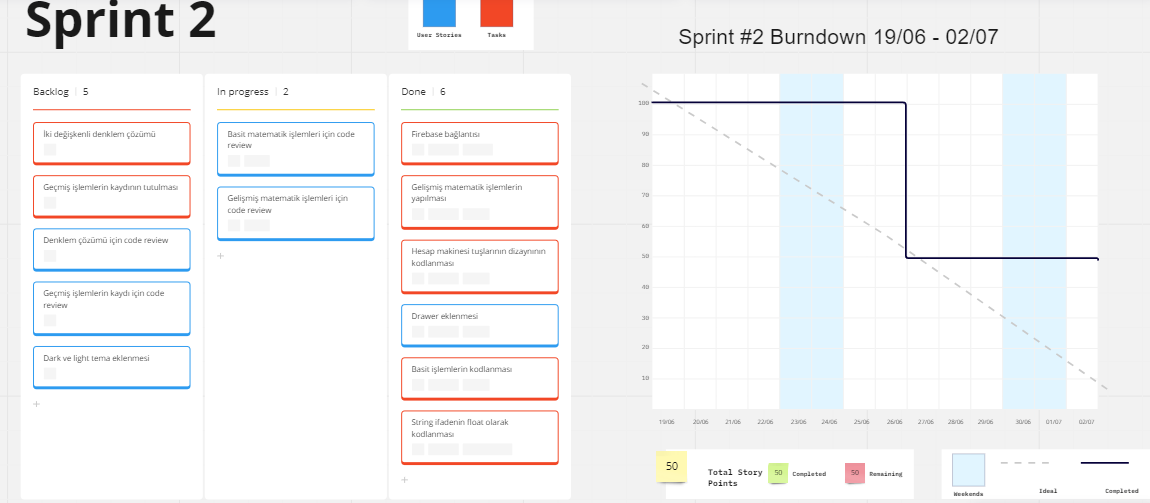 Sprint 2
User Stories
Tasks
Backlog | 5
İki değişkenli denklem çözümü
Geçmiş işlemlerin kaydının tutulması
Denklem çözümü için code review
Geçmiş işlemlerin kaydı için code
review
Dark ve light tema eklenmesi
+
In progress | 2
Basit matematik işlemleri için code
review
Gelişmiş matematik işlemleri için
code review
+
Done | 6
Firebase bağlantısı
Gelişmiş matematik işlemlerin
yapılması
Hesap makinesi tuşlarının dizaynının
kodlanması
Drawer eklenmesi
Basit işlemlerin kodlanması
String ifadenin float olarak
kodlanması
+
Sprint #2 Burndown 19/06 - 02/07
100
90
80
70
60
50
40
30
20
10
19/06 20/06 21/06 22/06 23/06 24/06 25/06 26/06 27/06 28/06 29/06 30/06 01/07 02/07
50
Total Story
Points
50 Completed
50 Remaining
Weekends
Ideal
Completed